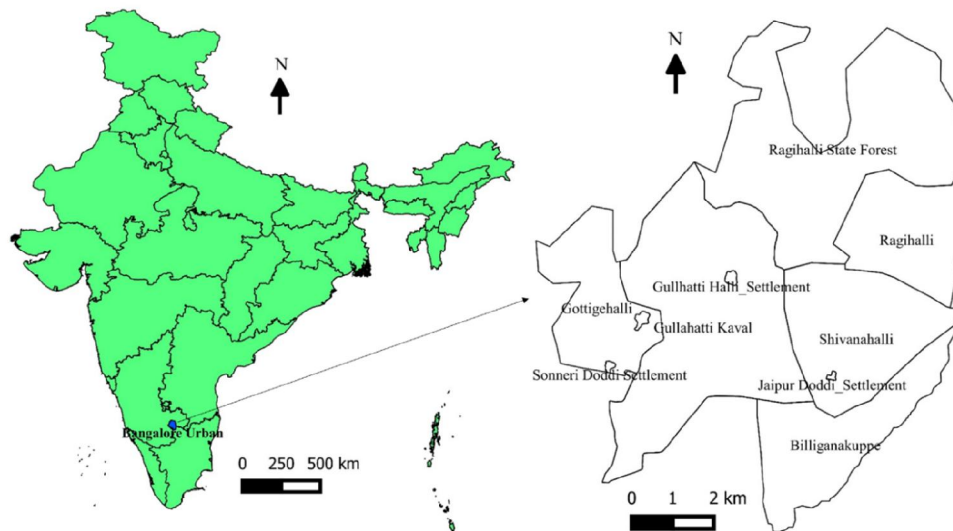 N
Bangalore Urban
0 250 500 km
N
Ragihalli State Forest
Ragihalli
Gullhatti Halli_Settlement
Gottigehalli
Gullahatti Kaval
Shivanahalli
Sonneri Doddi Settlement
Jaipur Doddi_Settlement
Billiganakuppe
0 1 2 km